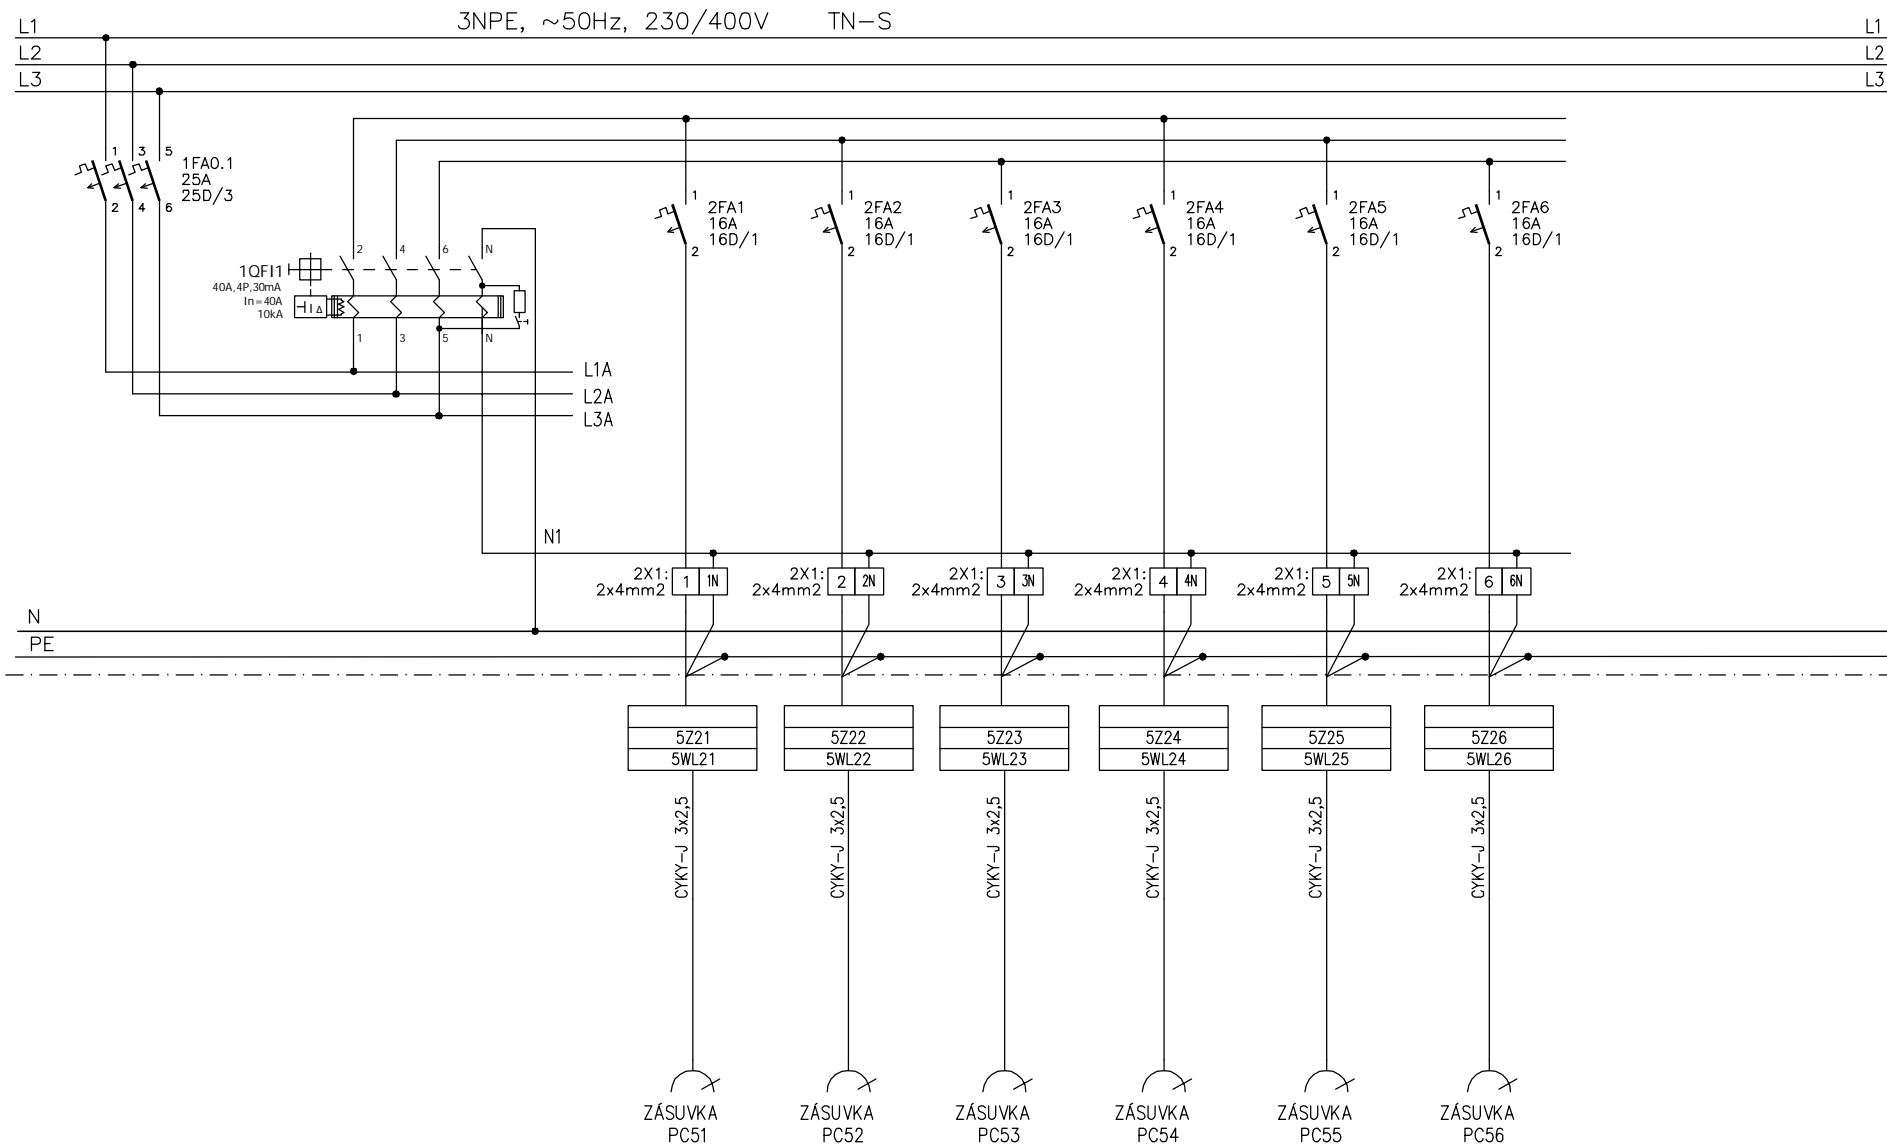 3NPE, ~50Hz, 230/400V TN-S
L1 L1
L2 L2
L3 L3
1 3 5
1FA0.1
25A
25D/3
2 4 6
1 1 1 1 1 1
2FA1
16A
16D/1
2
2FA2
16A
16D/1
2
2FA3
16A
16D/1
2
2FA4
16A
16D/1
2
2FA5
16A
16D/1
2
2FA6
16A
16D/1
2
2 4 6 N
1QFI1
40A,4P,30mA
In=40A
10kA
Δ
1 3 5 N
L1A
L2A
L3A
N1
2X1:
2x4mm2
1 1N
2X1:
2x4mm2
2 2N
2X1:
2x4mm2
3 3N
2X1:
2x4mm2
4 4N
2X1:
2x4mm2
5 5N
2X1:
2x4mm2
6 6N
N
PE
5Z21 5Z22 5Z23 5Z24 5Z25 5Z26
5WL21 5WL22 5WL23 5WL24 5WL25 5WL26
CYKY-J 3x2,5
CYKY-J 3x2,5
CYKY-J 3x2,5
CYKY-J 3x2,5
CYKY-J 3x2,5
CYKY-J 3x2,5
ZÁSUVKA ZÁSUVKA ZÁSUVKA ZÁSUVKA ZÁSUVKA ZÁSUVKA
PC51 PC52 PC53 PC54 PC55 PC56